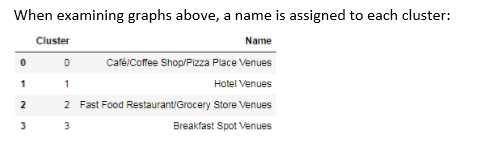 When examining graphs above, a name is assigned to each cluster:
Cluster Name
0 0 Café/Coffee Shop/Pizza Place Venues
1 1 Hotel Venues
2 2 Fast Food Restaurant/Grocery Store Venues
3 3 Breakfast Spot Venues